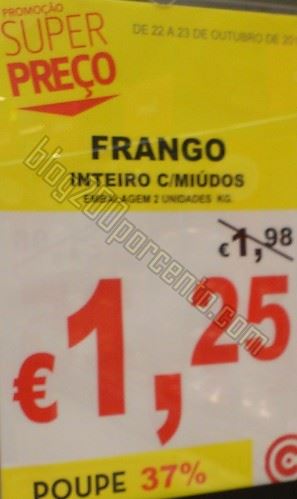 PROMOÇÃO
SUPER
PREÇO
DE 22 A 23 DE OUTUBRO DE 201
FRANGO
INTEIRO C/MIÚDOS
EMBALAGEM 2 UNIDADES KG.
€1,98
€1,25
POUPE 37%
blog200porcento.com